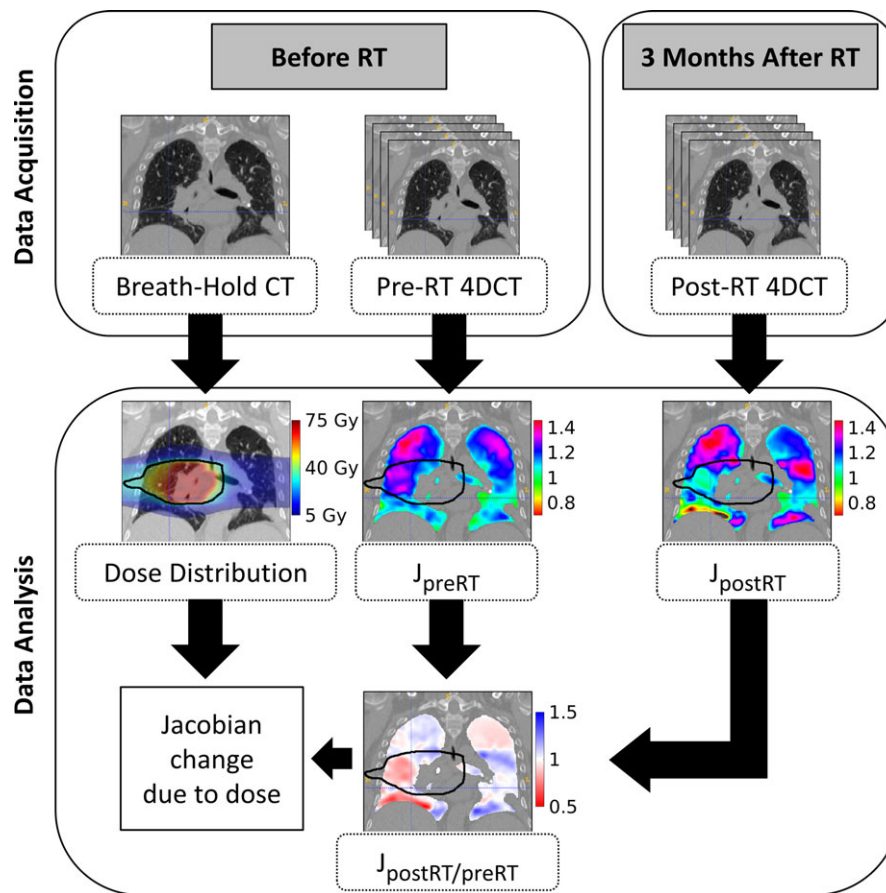 Before RT
3 Months After RT
Data Acquisition
Breath-Hold CT
Pre-RT 4DCT
Post-RT 4DCT
Data Analysis
75 Gy
40 Gy
5 Gy
1.4
1.2
1
0.8
1.4
1.2
1
0.8
Dose Distribution
JpreRT
JpostRT
Jacobian
change
due to dose
1.5
1.0
0.5
JpostRT/preRT